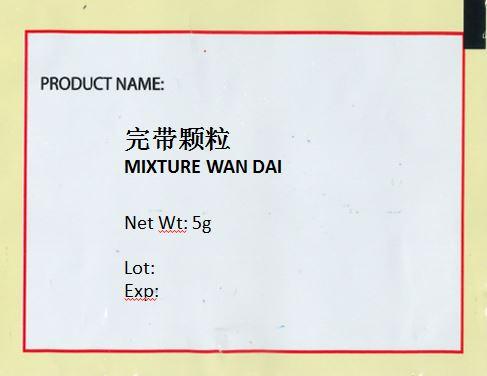 PRODUCT NAME:
完带颗粒
MIXTURE WAN DAI
Net Wt: 5g
Lot:
Exp: